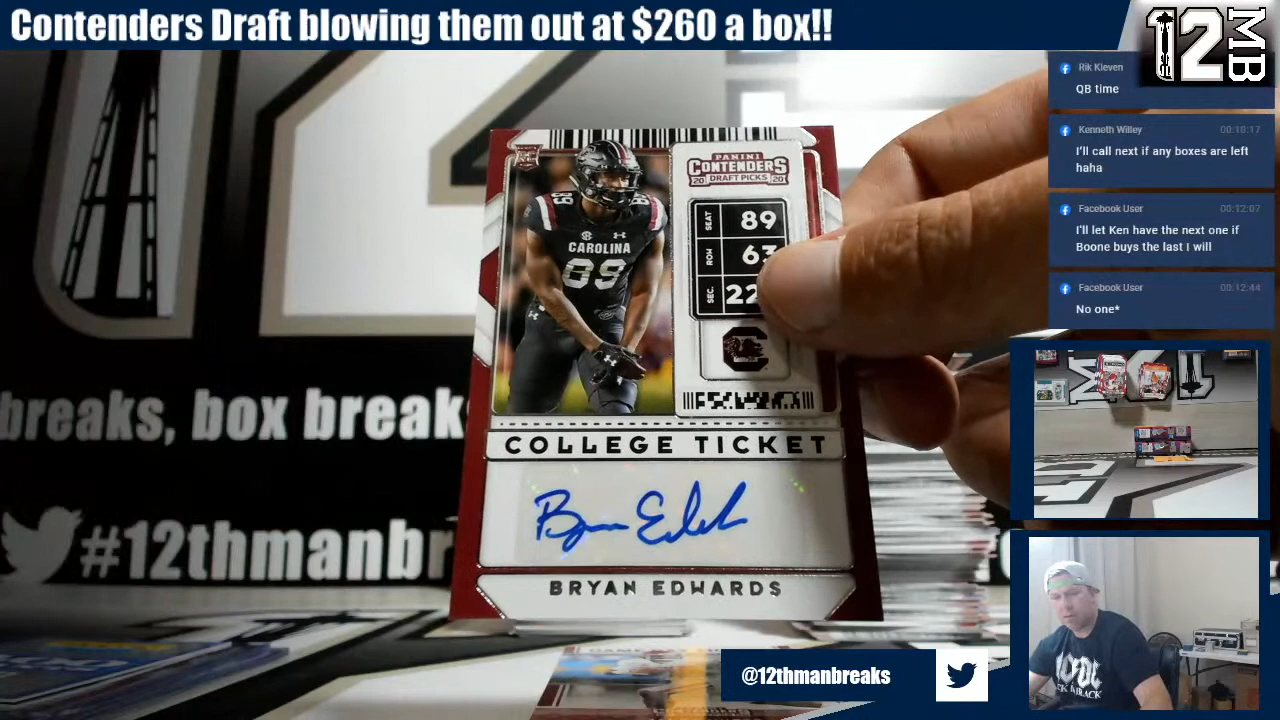 Contenders Draft blowing them out at $260 a box!!
12
MB
Rik Kleven
QB time
Kenneth Willey 00:10:17
I'll call next if any boxes are left
haha
Facebook User 00:12:07
I'll let Ken have the next one if
Boone buys the last I will
Facebook User 00:12:44
No one*
PANINI
CONTENDERS
20 DRAFT PICKS 20
SEAT 89
ROW 63
SEC. 22
CAROLINA
89
C
COLLEGE TICKET
Bryan Edwards
BRYAN EDWARDS
breaks, box break
#12thmanbr
@12thmanbreaks